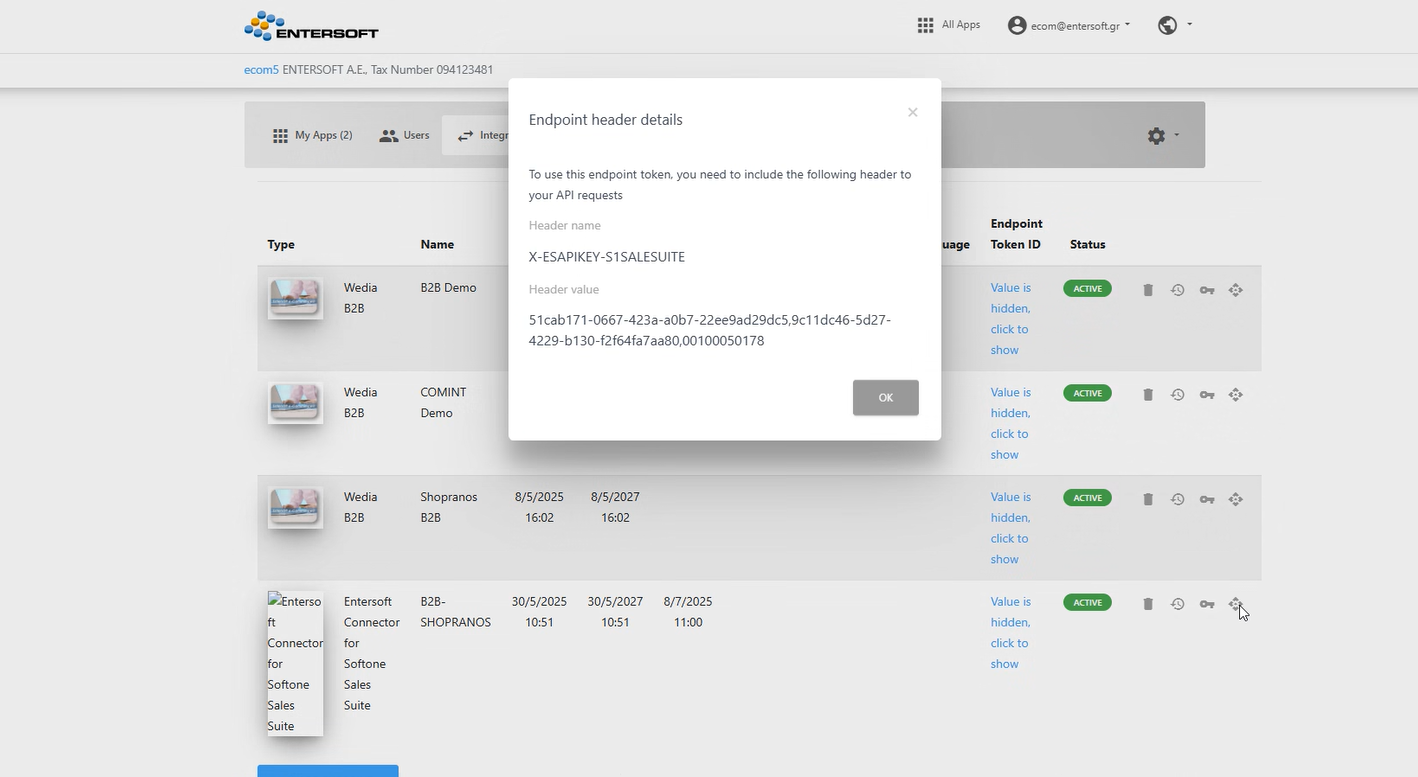 ENTERSOFT
All Apps
ecom@entersoft.gr
ecom5 ENTERSOFT A.E., Tax Number 094123481
My Apps (2)
Users
Integr
Endpoint header details
×
To use this endpoint token, you need to include the following header to
your API requests
Header name
X-ESAPIKEY-S1SALESUITE
Header value
51cab171-0667-423a-a0b7-22ee9ad29dc5,9c11dc46-5d27-
4229-b130-f2f64fa7aa80,00100050178
OK
Type
Name
uage
Endpoint
Token ID
Status
Wedia
B2B
B2B Demo
Value is
hidden,
click to
show
ACTIVE
Wedia
B2B
COMINT
Demo
Value is
hidden,
click to
show
ACTIVE
Wedia
B2B
Shopranos
B2B
8/5/2025
16:02
8/5/2027
16:02
Value is
hidden,
click to
show
ACTIVE
Enterso
ft
Connector
for
Softone
Sales
Suite
Entersoft
Connector
for
Softone
Sales
Suite
B2B-
SHOPRANOS
30/5/2025
10:51
30/5/2027
10:51
8/7/2025
11:00
Value is
hidden,
click to
show
ACTIVE